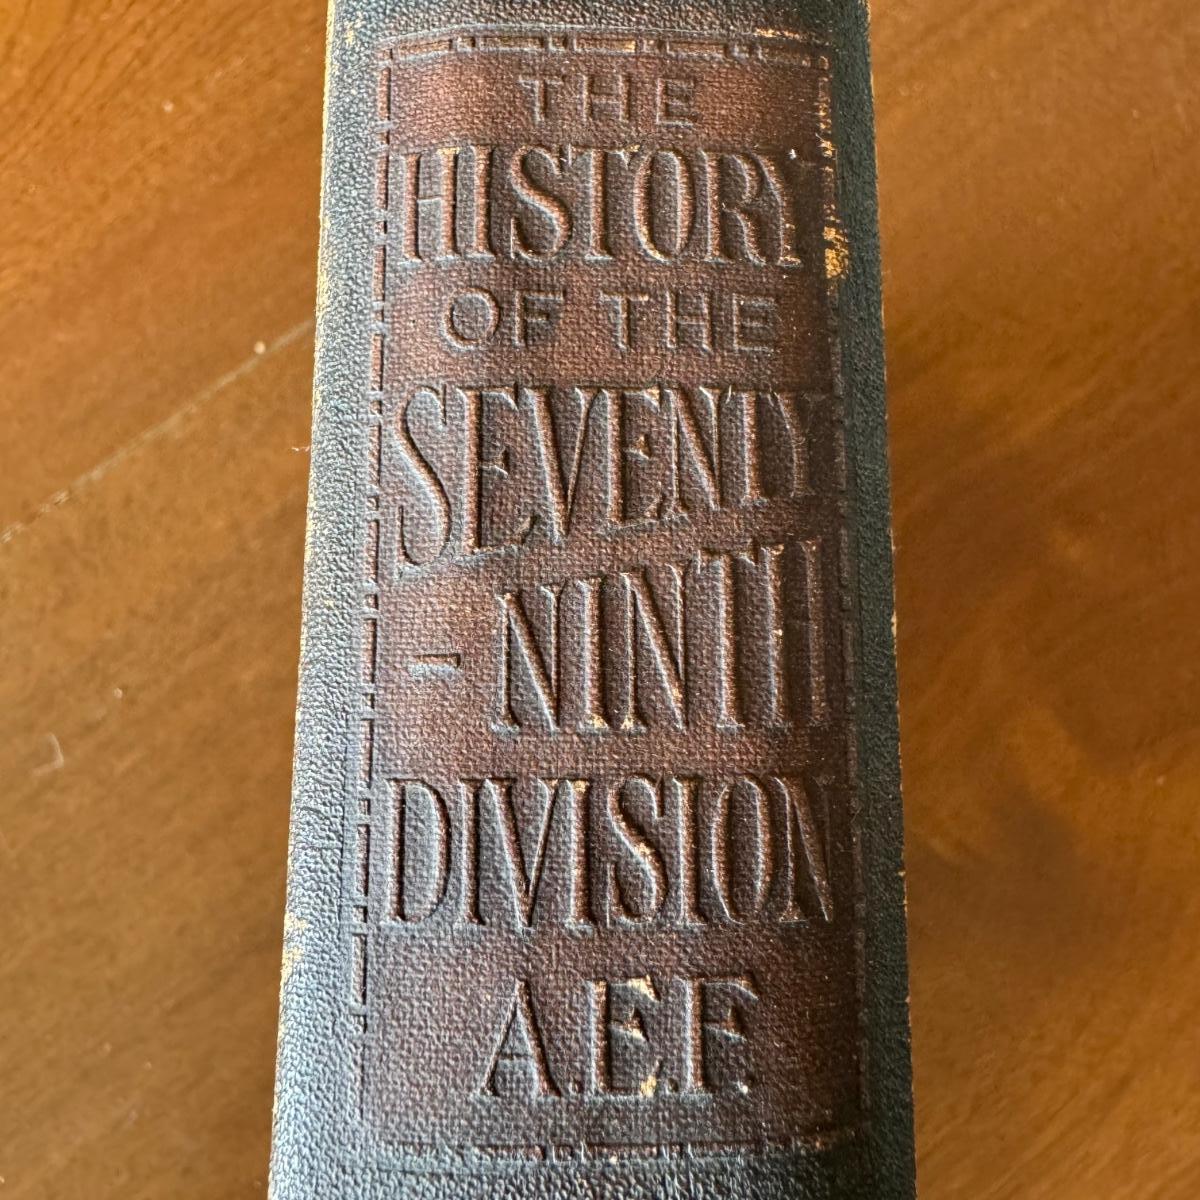 THE
HISTORY
OF THE
SEVENTY
-NINTH
DIVISION
A.E.F.